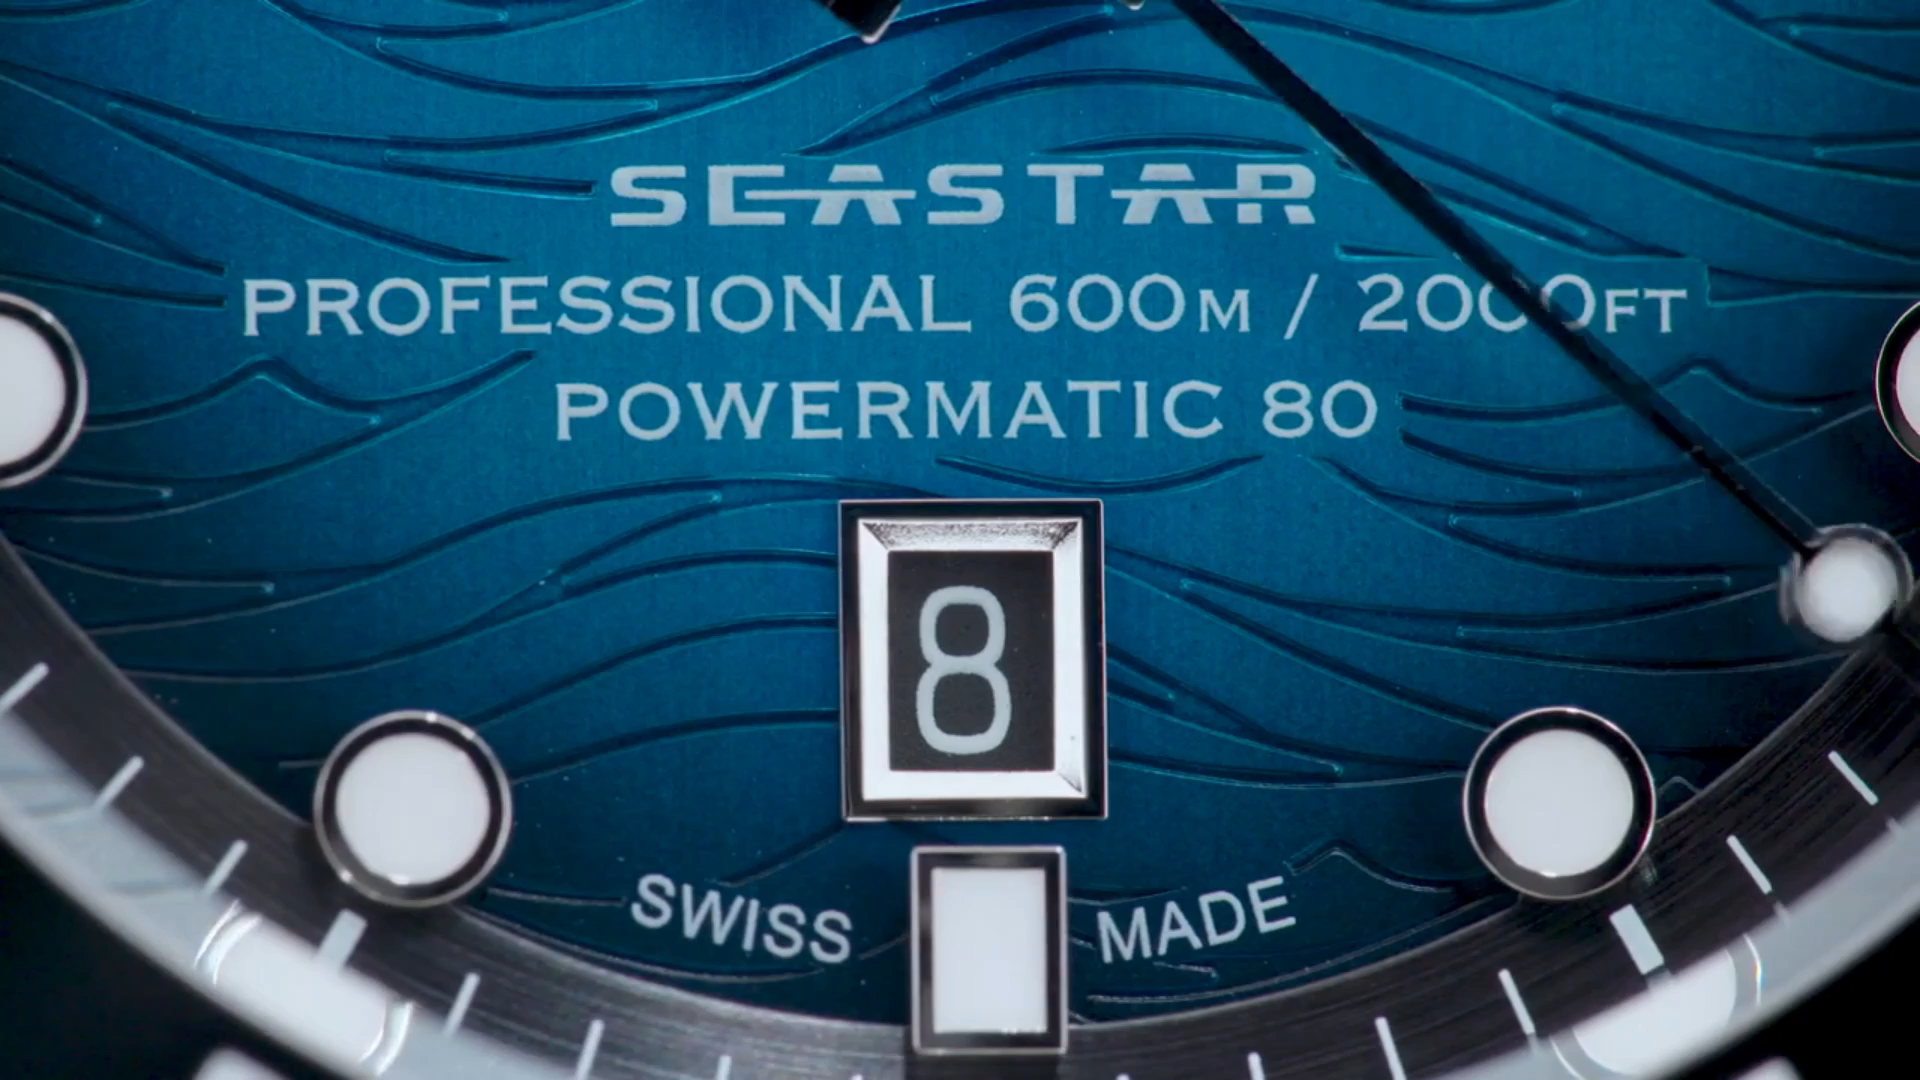 SEASTAR
PROFESSIONAL 600M / 2000FT
POWERMATIC 80
8
SWISS MADE